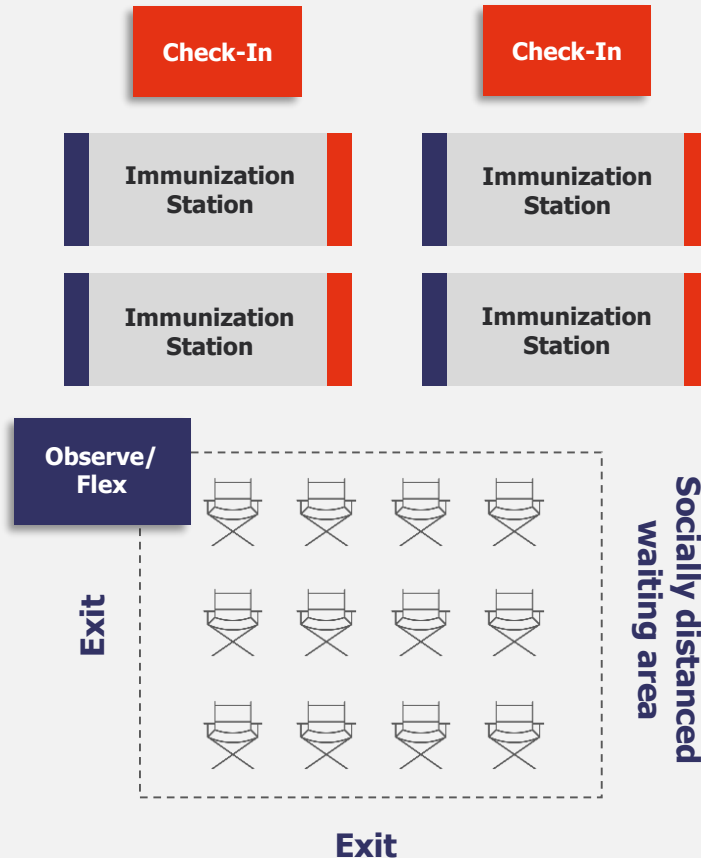 Check-In
Check-In
Immunization
Station
Immunization
Station
Immunization
Station
Immunization
Station
Observe/
Flex
Exit
Socially distanced
waiting area
Exit